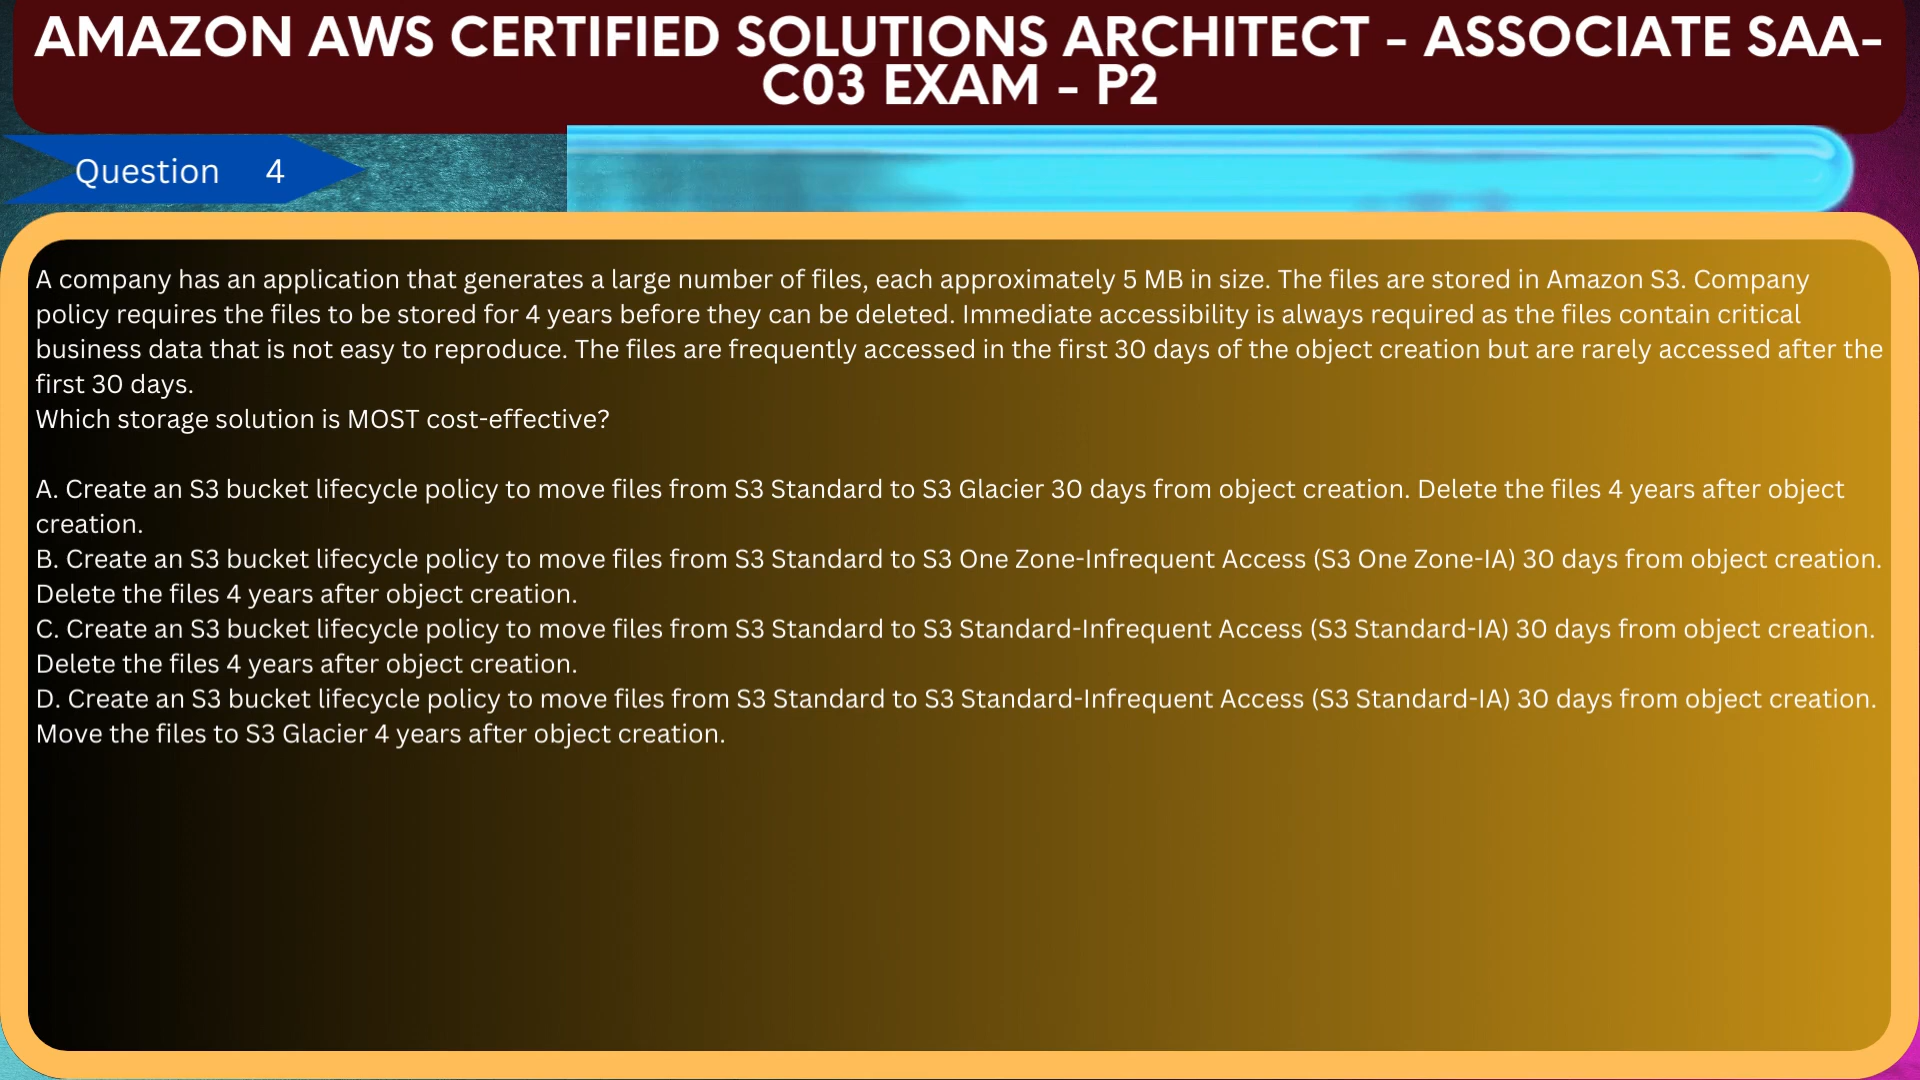 AMAZON AWS CERTIFIED SOLUTIONS ARCHITECT - ASSOCIATE SAA-
C03 EXAM - P2
Question 4
A company has an application that generates a large number of files, each approximately 5 MB in size. The files are stored in Amazon S3. Company
policy requires the files to be stored for 4 years before they can be deleted. Immediate accessibility is always required as the files contain critical
business data that is not easy to reproduce. The files are frequently accessed in the first 30 days of the object creation but are rarely accessed after the
first 30 days.
Which storage solution is MOST cost-effective?
A. Create an S3 bucket lifecycle policy to move files from S3 Standard to S3 Glacier 30 days from object creation. Delete the files 4 years after object
creation.
B. Create an S3 bucket lifecycle policy to move files from S3 Standard to S3 One Zone-Infrequent Access (S3 One Zone-IA) 30 days from object creation.
Delete the files 4 years after object creation.
C. Create an S3 bucket lifecycle policy to move files from S3 Standard to S3 Standard-Infrequent Access (S3 Standard-IA) 30 days from object creation.
Delete the files 4 years after object creation.
D. Create an S3 bucket lifecycle policy to move files from S3 Standard to S3 Standard-Infrequent Access (S3 Standard-IA) 30 days from object creation.
Move the files to S3 Glacier 4 years after object creation.